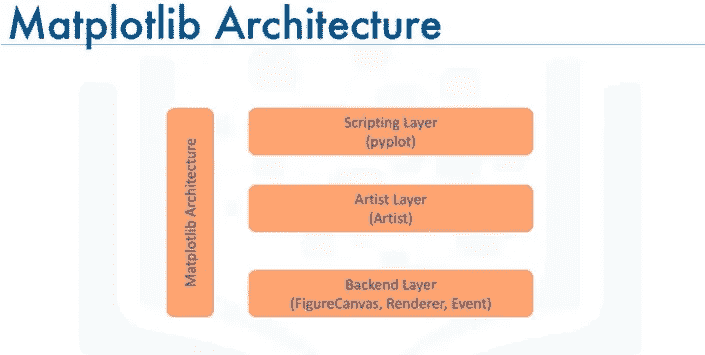 Matplotlib Architecture
Matplotlib Architecture
Scripting Layer
(pyplot)
Artist Layer
(Artist)
Backend Layer
(FigureCanvas, Renderer, Event)